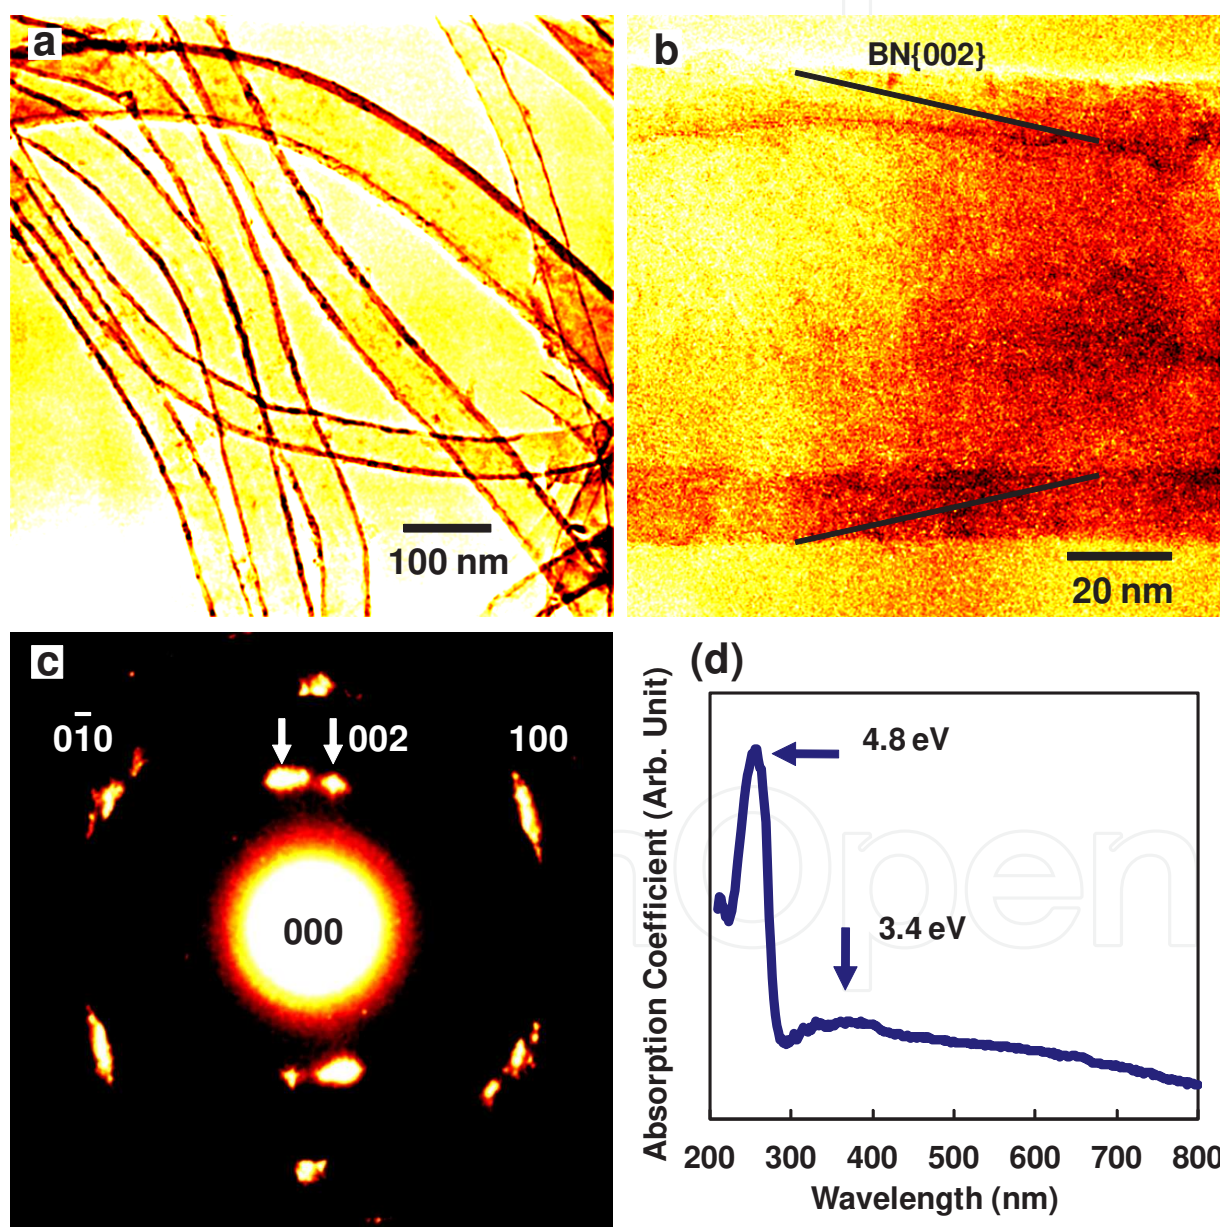 a
100 nm
b
BN{002}
20 nm
c
01̅0
002
100
000
(d)
Absorption Coefficient (Arb. Unit)
4.8 eV
3.4 eV
200 300 400 500 600 700 800
Wavelength (nm)